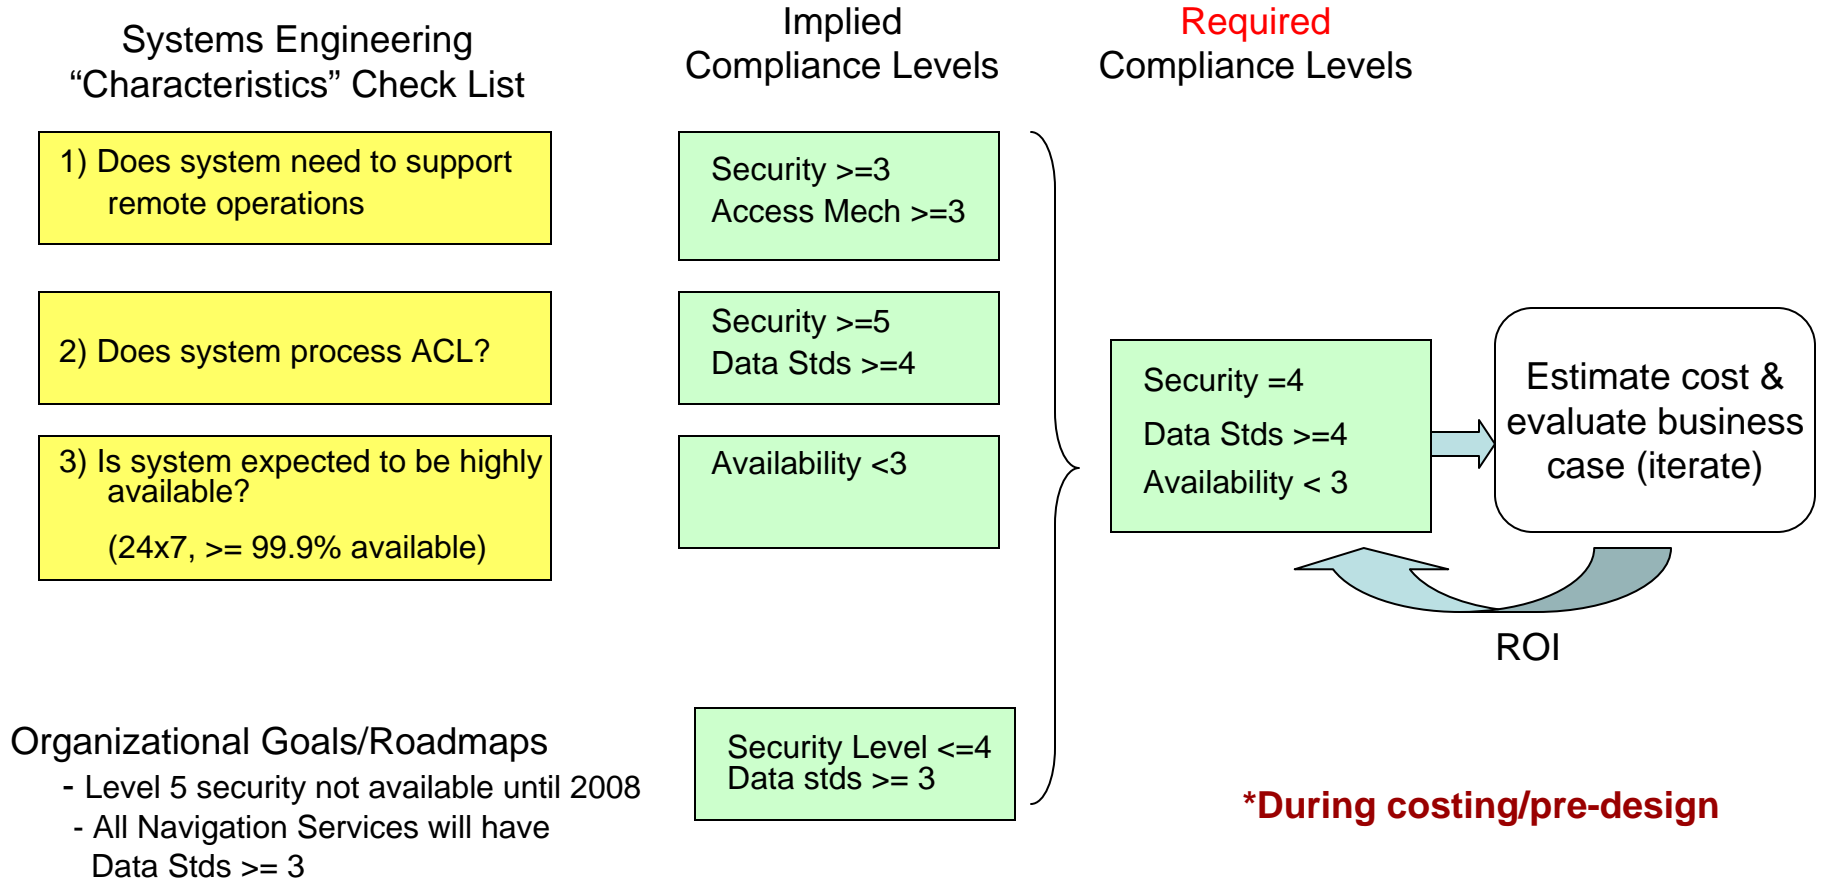 Systems Engineering
“Characteristics” Check List
Implied
Compliance Levels
Required
Compliance Levels
1) Does system need to support
remote operations
Security >=3
Access Mech >=3
2) Does system process ACL?
Security >=5
Data Stds >=4
3) Is system expected to be highly
available?
(24x7, >= 99.9% available)
Availability <3
Security =4
Data Stds >=4
Availability < 3
Estimate cost &
evaluate business
case (iterate)
ROI
Organizational Goals/Roadmaps
- Level 5 security not available until 2008
- All Navigation Services will have
Data Stds >= 3
Security Level <=4
Data stds >= 3
*During costing/pre-design